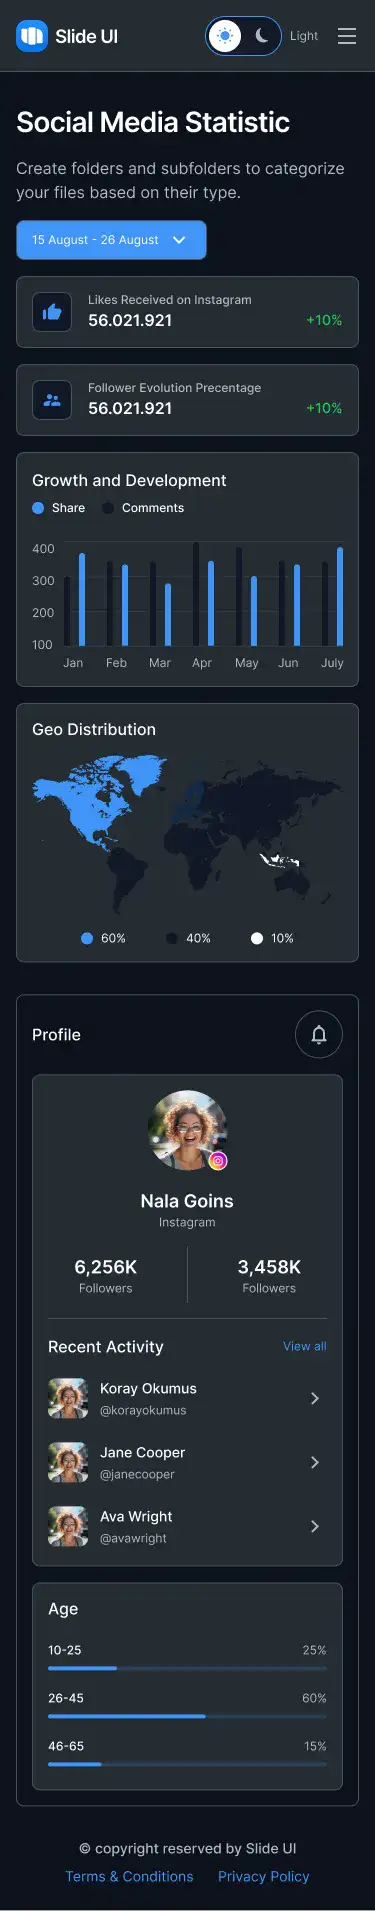 Slide UI
Light
Social Media Statistic
Create folders and subfolders to categorize
your files based on their type.
15 August - 26 August
Likes Received on Instagram
56.021.921
+10%
Follower Evolution Precentage
56.021.921
+10%
Growth and Development
Share Comments
400
300
200
100
Jan Feb Mar Apr May Jun July
Geo Distribution
60% 40% 10%
Profile
Nala Goins
Instagram
6,256K 3,458K
Followers Followers
Recent Activity View all
Koray Okumus
@korayokumus
Jane Cooper
@janecooper
Ava Wright
@avawright
Age
10-25 25%
26-45 60%
46-65 15%
© copyright reserved by Slide UI
Terms & Conditions Privacy Policy